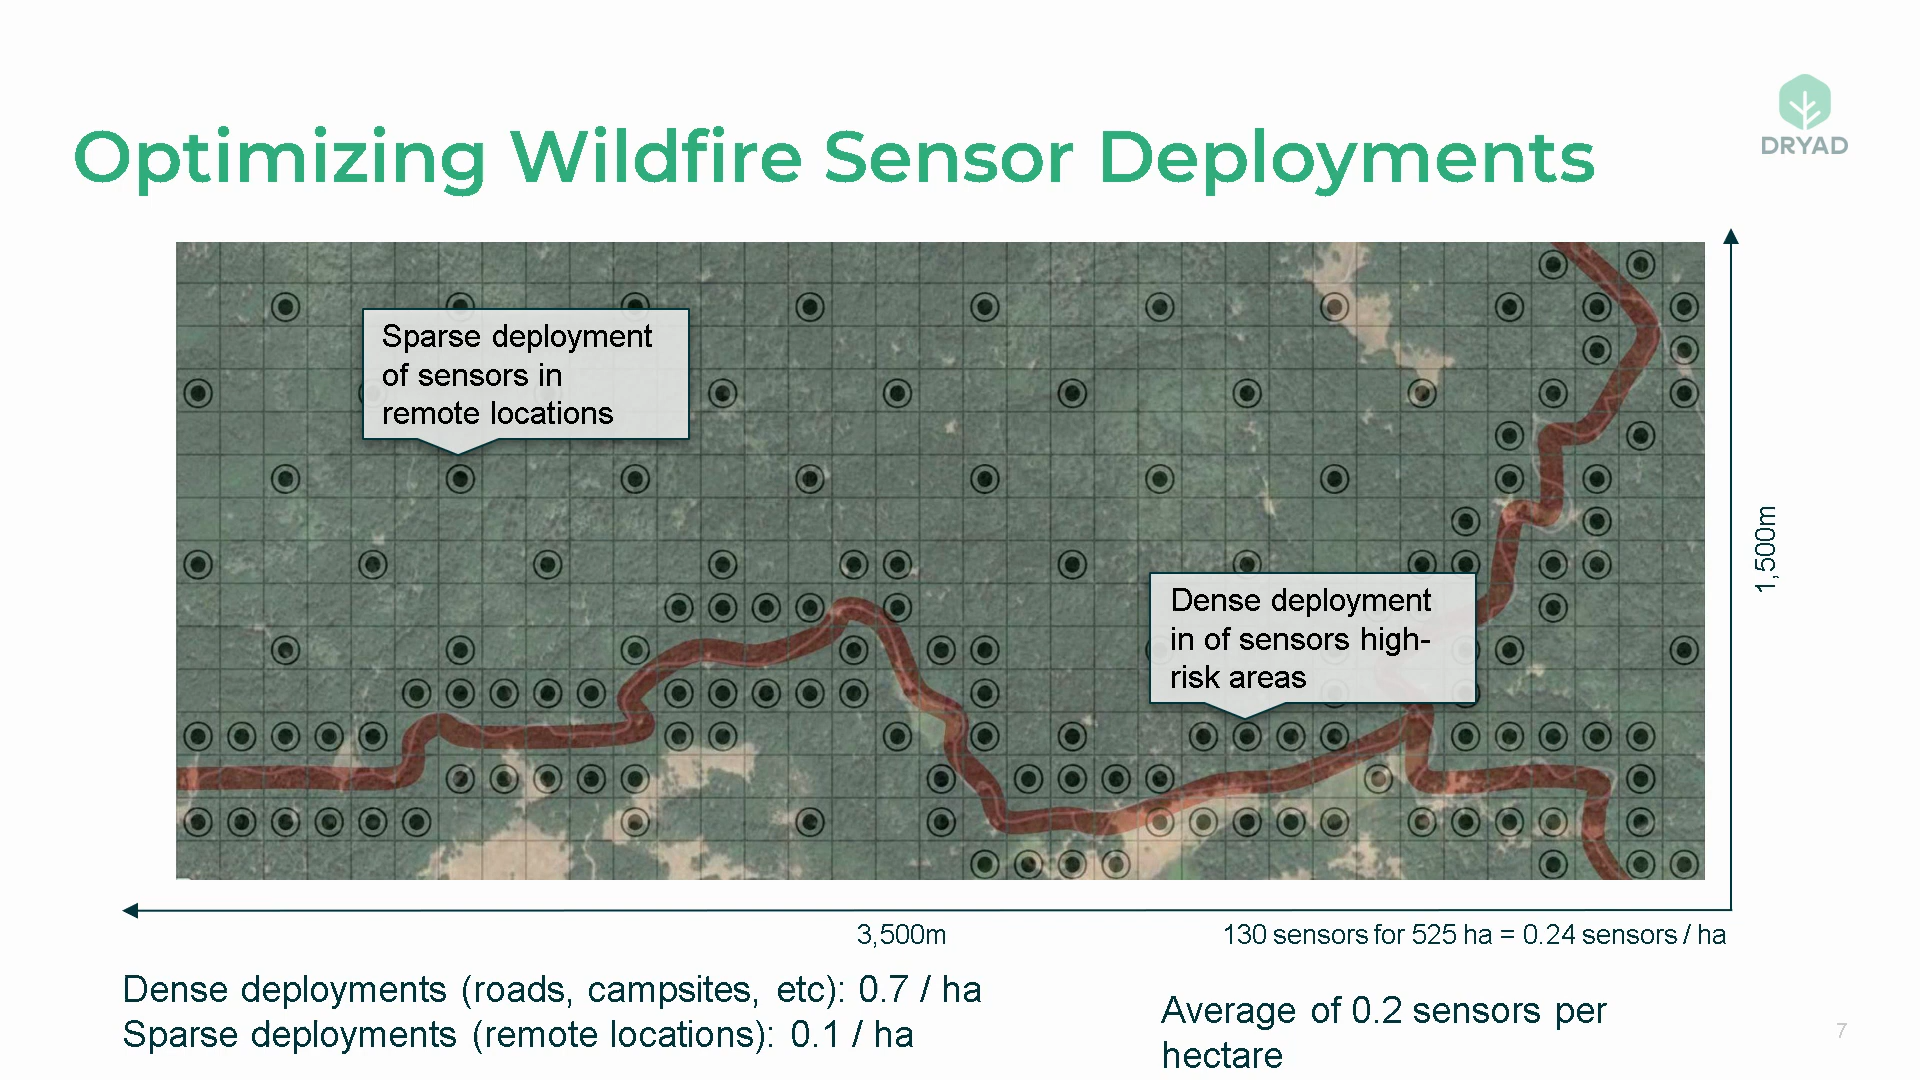 Optimizing Wildfire Sensor Deployments
DRYAD
Sparse deployment
of sensors in
remote locations
Dense deployment
in of sensors high-
risk areas
1,500m
3,500m
130 sensors for 525 ha = 0.24 sensors / ha
Dense deployments (roads, campsites, etc): 0.7 / ha
Sparse deployments (remote locations): 0.1 / ha
Average of 0.2 sensors per
hectare
7